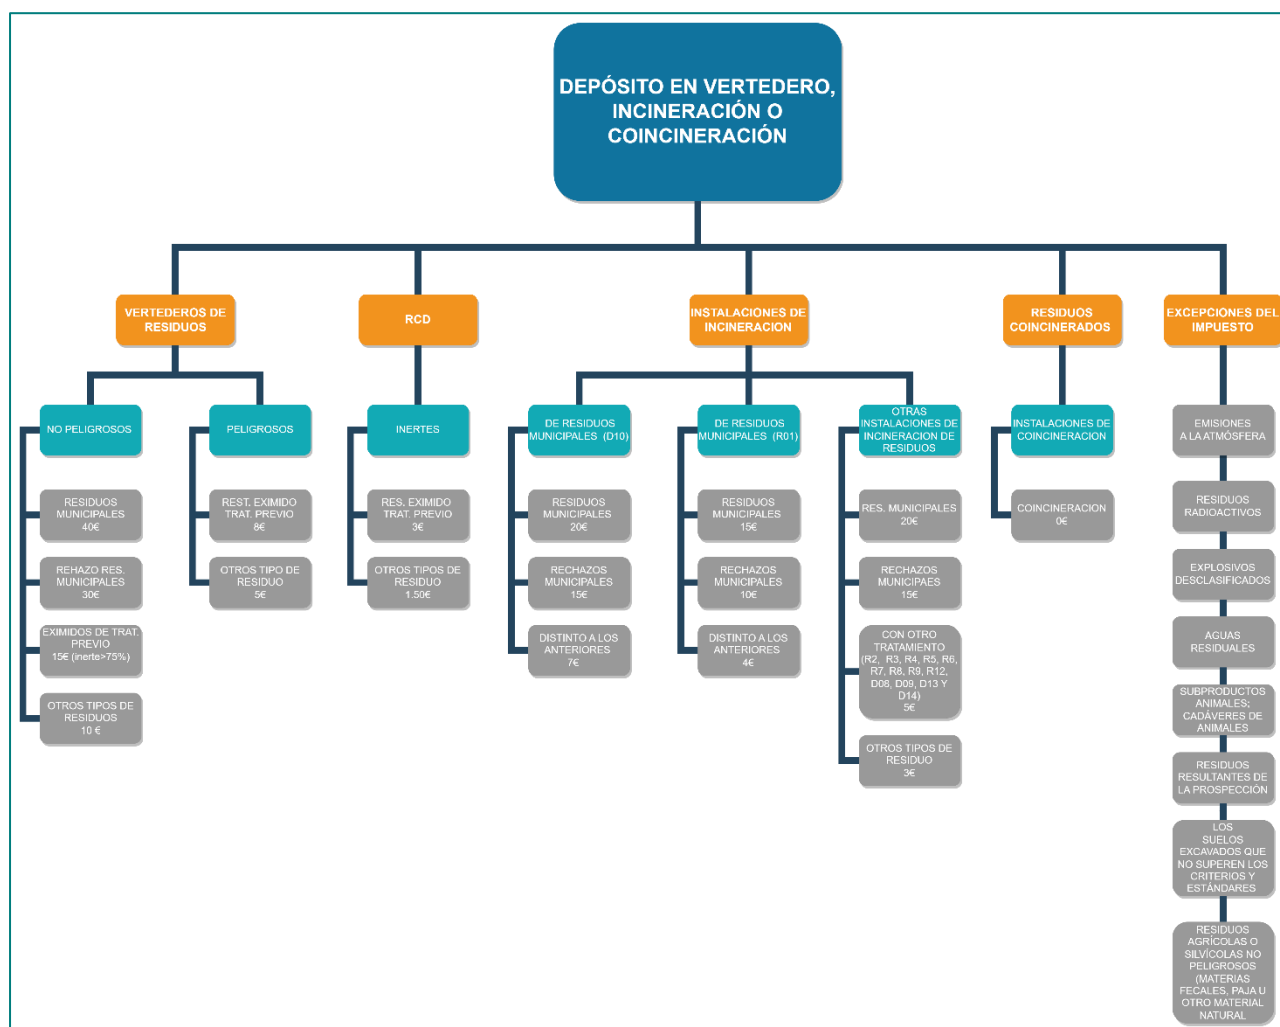 DEPÓSITO EN VERTEDERO,
INCINERACIÓN O
COINCINERACIÓN
VERTEDEROS DE
RESIDUOS
RCD
INSTALACIONES DE
INCINERACION
RESIDUOS
COINCINERADOS
EXCEPCIONES DEL
IMPUESTO
NO PELIGROSOS
PELIGROSOS
INERTES
DE RESIDUOS
MUNICIPALES (D10)
DE RESIDUOS
MUNICIPALES (R01)
OTRAS
INSTALACIONES DE
INCINERACION DE
RESIDUOS
INSTALACIONES DE
COINCINERACION
RESIDUOS
MUNICIPALES
40€
REHAZO RES.
MUNICIPALES
30€
EXIMIDOS DE TRAT.
PREVIO
15€ (inerte>75%)
OTROS TIPOS DE
RESIDUOS
10 €
REST. EXIMIDO
TRAT. PREVIO
8€
OTROS TIPO DE
RESIDUO
5€
RES. EXIMIDO
TRAT. PREVIO
3€
OTROS TIPOS DE
RESIDUO
1.50€
RESIDUOS
MUNICIPALES
20€
RECHAZOS
MUNICIPALES
15€
DISTINTO A LOS
ANTERIORES
7€
RESIDUOS
MUNICIPALES
15€
RECHAZOS
MUNICIPALES
10€
DISTINTO A LOS
ANTERIORES
4€
RES. MUNICIPALES
20€
RECHAZOS
MUNICIPAES
15€
CON OTRO
TRATAMIENTO
(R2, R3, R4, R5, R6,
R7, R8, R9, R12,
D08, D09, D13 Y
D14)
5€
OTROS TIPOS DE
RESIDUO
3€
COINCINERACION
0€
EMISIONES
A LA ATMÓSFERA
RESIDUOS
RADIOACTIVOS
EXPLOSIVOS
DESCLASIFICADOS
AGUAS
RESIDUALES
SUBPRODUCTOS
ANIMALES;
CADÁVERES DE
ANIMALES
RESIDUOS
RESULTANTES DE
LA PROSPECCIÓN
LOS
SUELOS
EXCAVADOS QUE
NO SUPEREN LOS
CRITERIOS Y
ESTÁNDARES
RESIDUOS
AGRÍCOLAS O
SILVÍCOLAS NO
PELIGROSOS
(MATERIAS
FECALES, PAJA U
OTRO MATERIAL
NATURAL